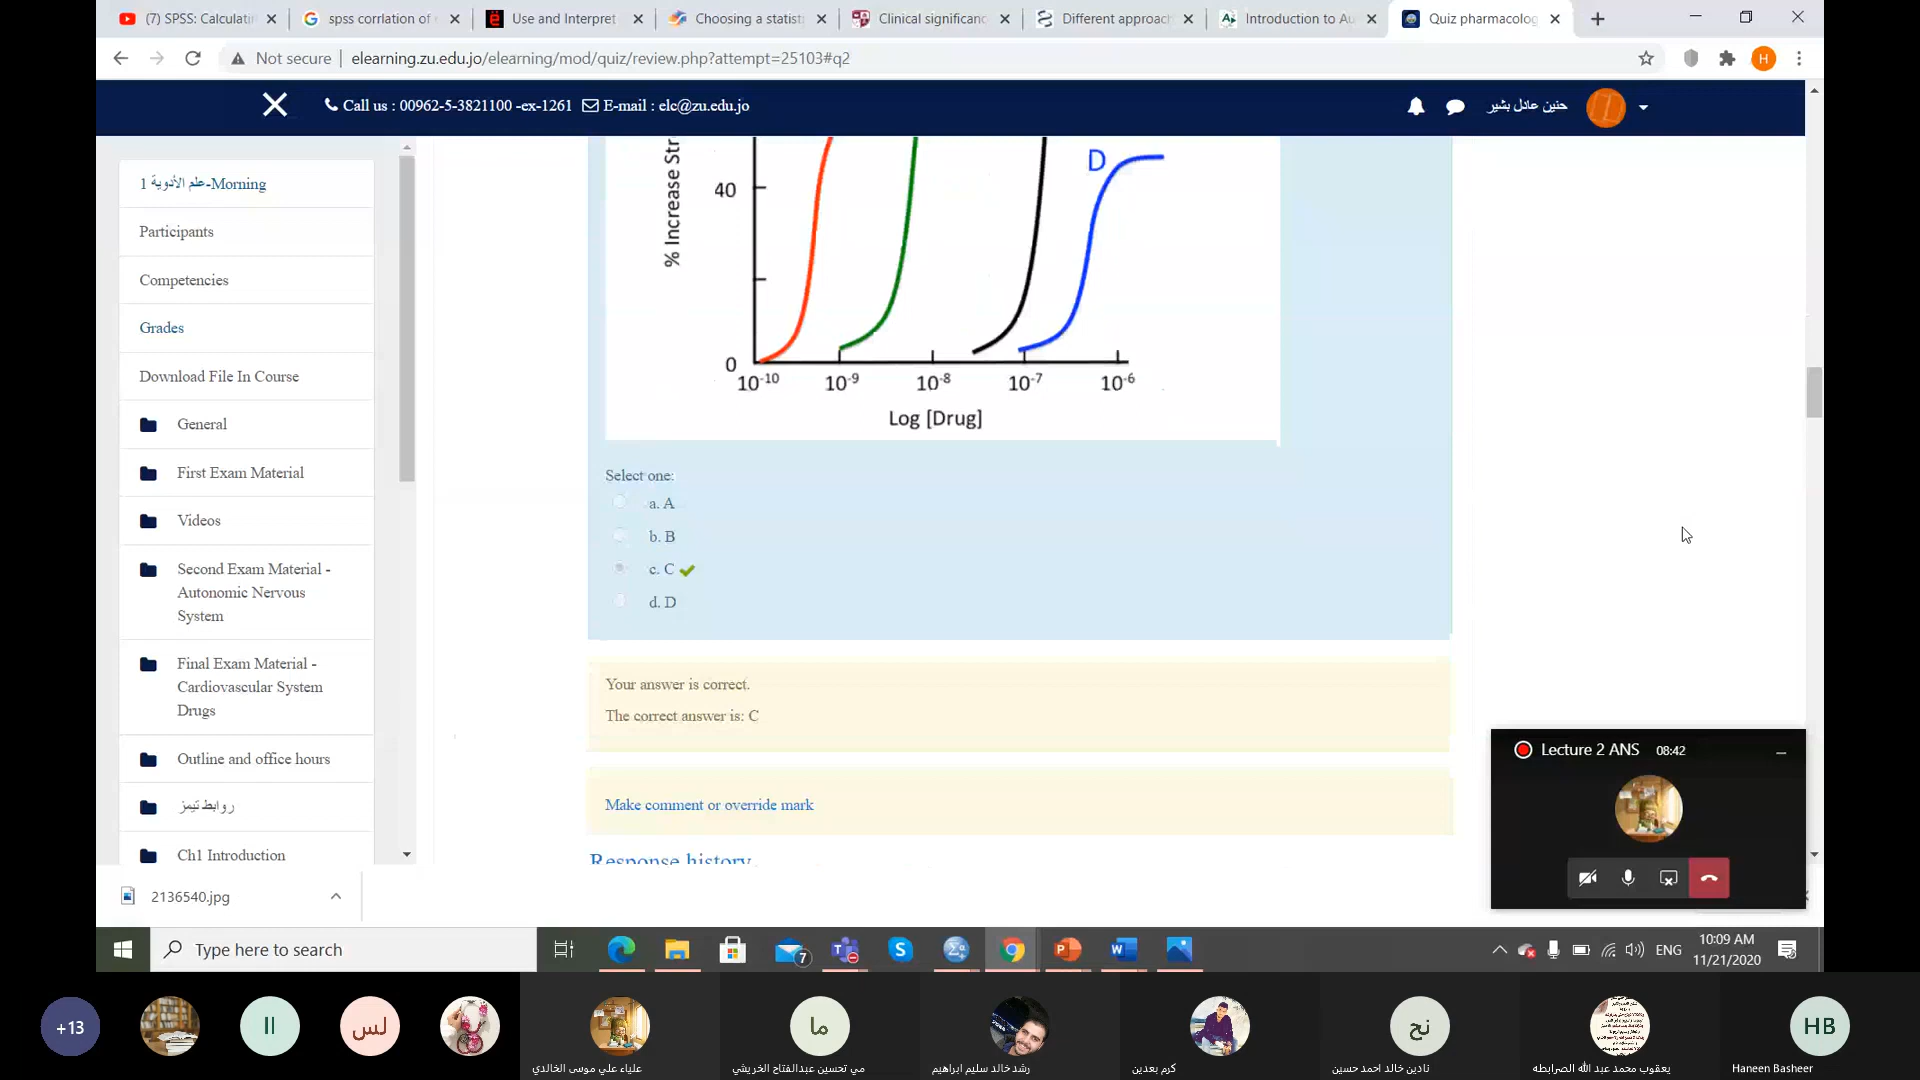 (7) SPSS: Calculati
spss corrlation of
Use and Interpret
Choosing a statist
Clinical significanc
Different approach
Introduction to Au
Quiz pharmacolog
Not secure
elearning.zu.edu.jo/elearning/mod/quiz/review.php?attempt=25103#q2
H
Call us : 00962-5-3821100 -ex-1261 E-mail : elc@zu.edu.jo
حنين عادل بشير
علم الأدوية 1-Morning
Participants
Competencies
Grades
Download File In Course
General
First Exam Material
Videos
Second Exam Material -
Autonomic Nervous
System
Final Exam Material -
Cardiovascular System
Drugs
Outline and office hours
روابط تيمز
Ch1 Introduction
% Increase Str
D
40
0
10-10 10-9 10-8 10-7 10-6
Log [Drug]
Select one:
a. A
b. B
c. C
d. D
Your answer is correct.
The correct answer is: C
Make comment or override mark
Response history
Lecture 2 ANS 08:42
2136540.jpg
Type here to search
7
ENG
10:09 AM
11/21/2020
+13
اا
لس
ما
نح
HB
علياء علي موسى الخالدي
مي تحسين عبدالفتاح الخريشي
رشد خالد سليم ابراهيم
كرم بعدين
نادين خالد احمد حسين
يعقوب محمد عبد الله الصرابطه
Haneen Basheer